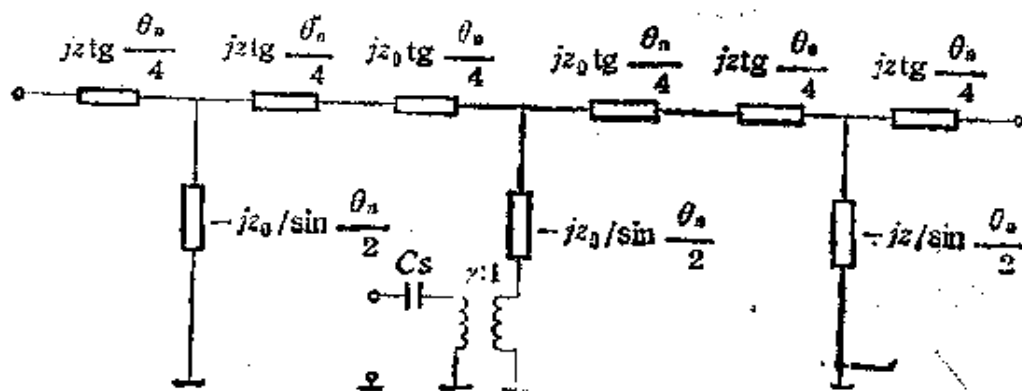 jz tg θₙ/4 jz tg θₙ/4 jz₀ tg θₙ/4 jz₀ tg θₙ/4 jz tg θₙ/4 jz tg θₙ/4
−jz₀/sin θₙ/2 −jz₀/sin θₙ/2 −jz/sin θₙ/2
Cs